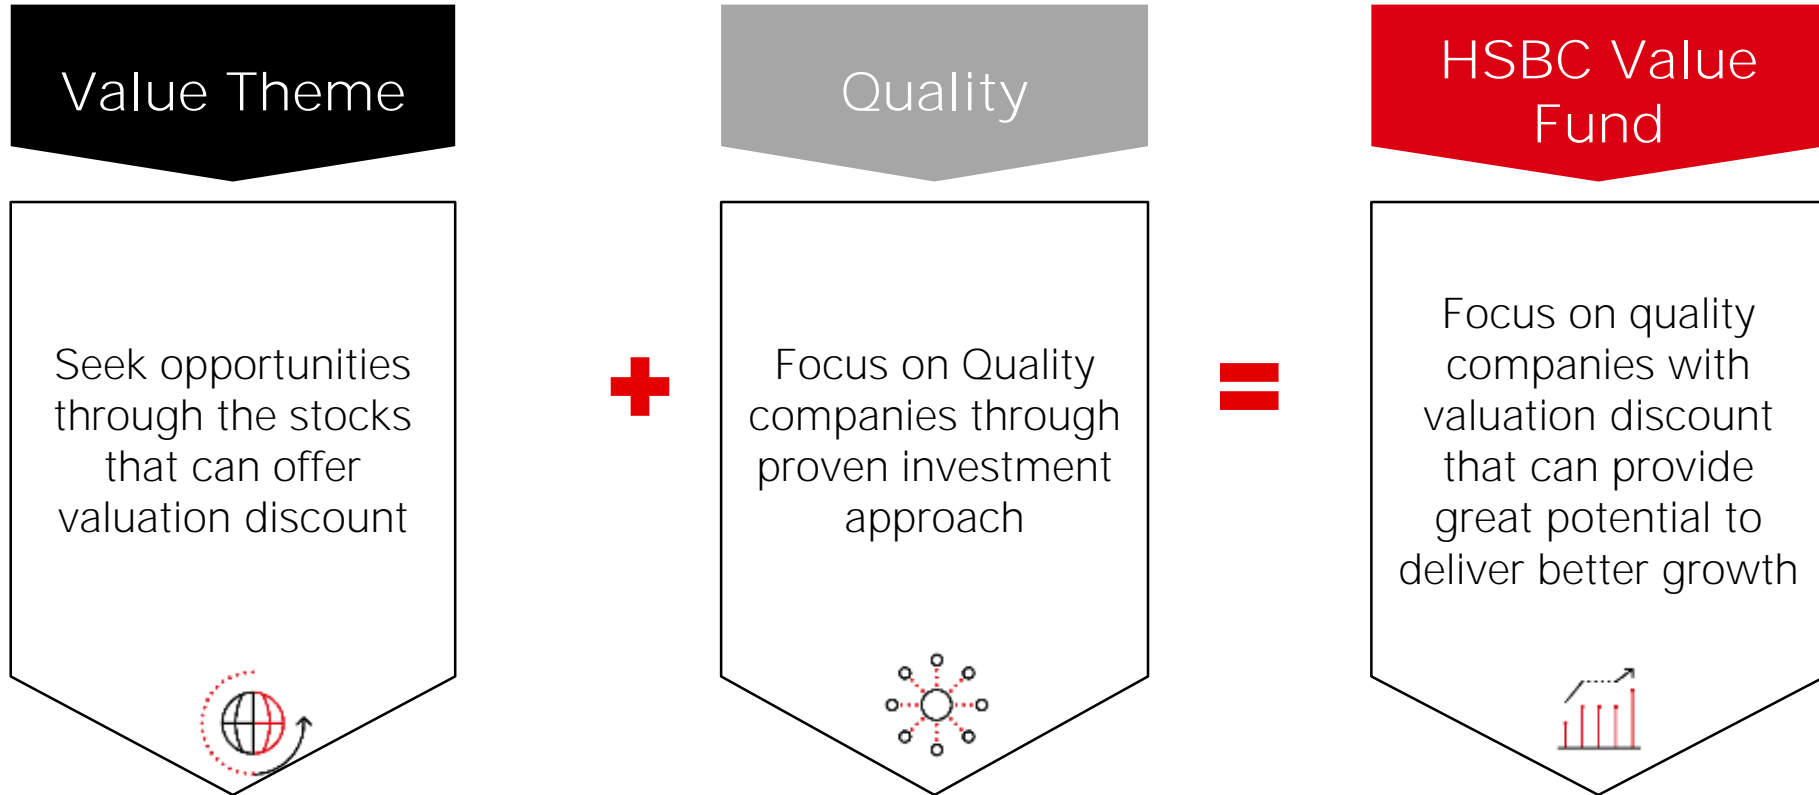 Value Theme
Seek opportunities
through the stocks
that can offer
valuation discount
Quality
Focus on Quality
companies through
proven investment
approach
HSBC Value
Fund
Focus on quality
companies with
valuation discount
that can provide
great potential to
deliver better growth